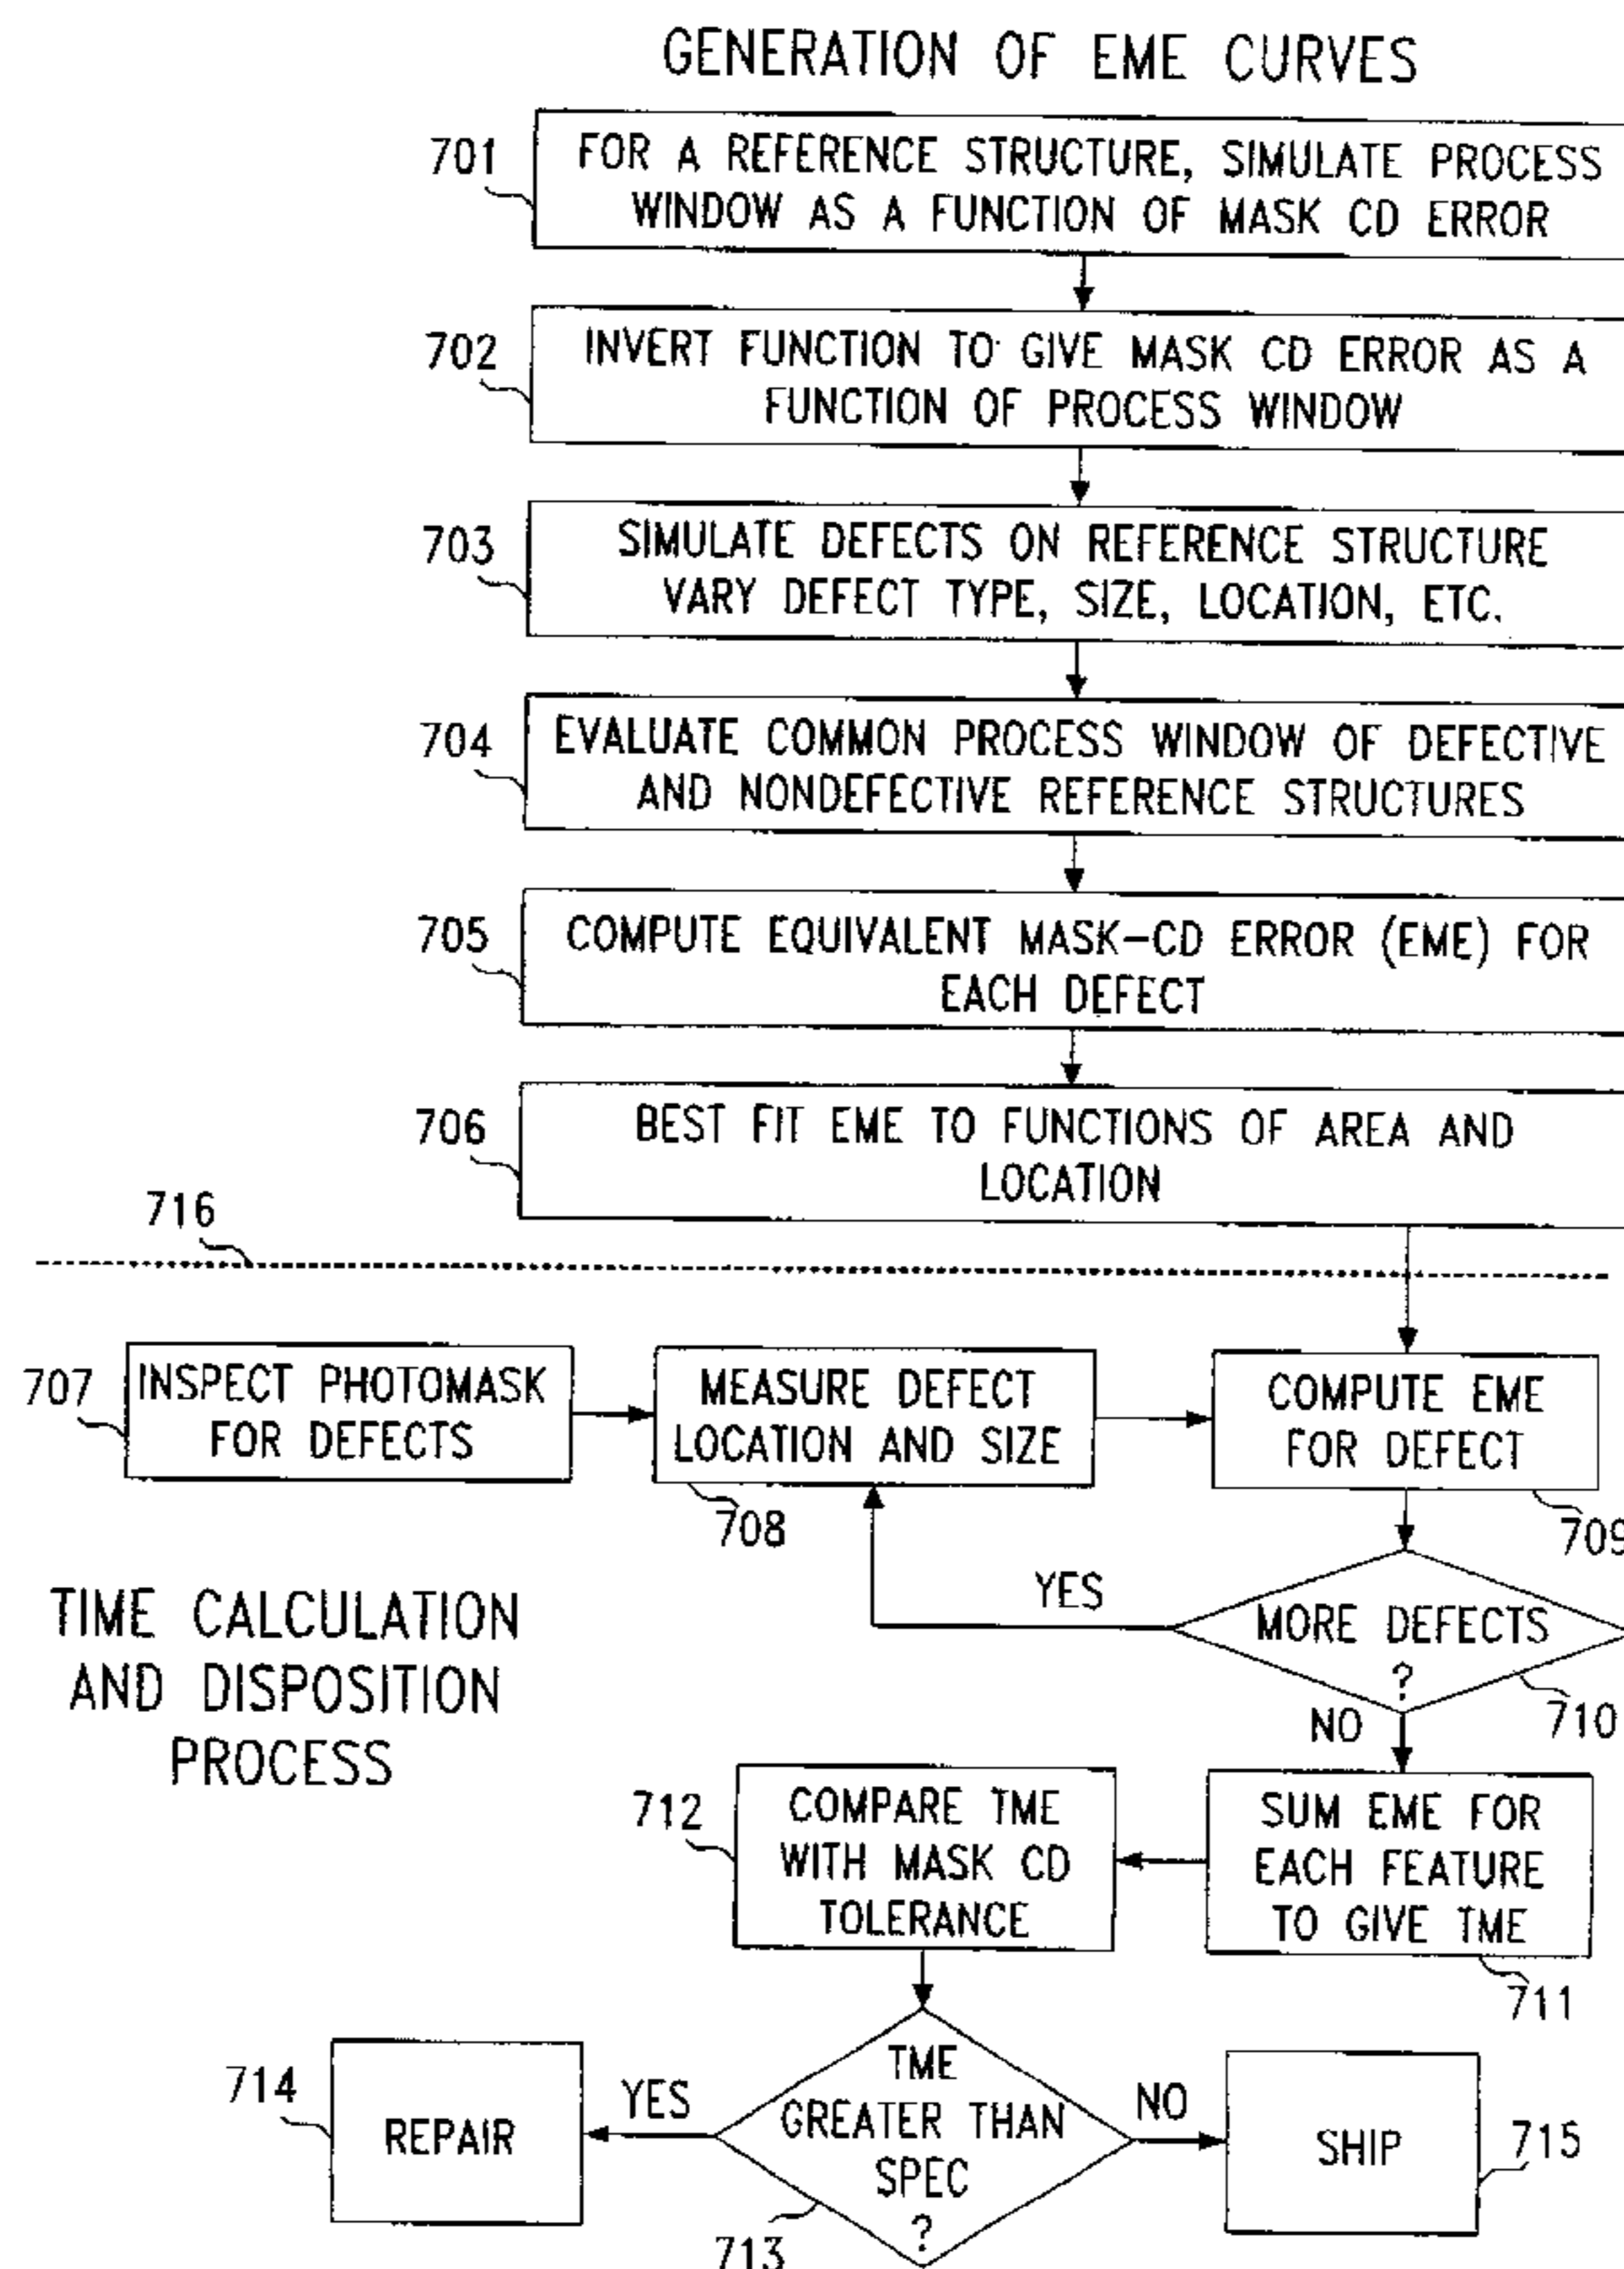 GENERATION OF EME CURVES
701
FOR A REFERENCE STRUCTURE, SIMULATE PROCESS
WINDOW AS A FUNCTION OF MASK CD ERROR
702
INVERT FUNCTION TO GIVE MASK CD ERROR AS A
FUNCTION OF PROCESS WINDOW
703
SIMULATE DEFECTS ON REFERENCE STRUCTURE
VARY DEFECT TYPE, SIZE, LOCATION, ETC.
704
EVALUATE COMMON PROCESS WINDOW OF DEFECTIVE
AND NONDEFECTIVE REFERENCE STRUCTURES
705
COMPUTE EQUIVALENT MASK-CD ERROR (EME) FOR
EACH DEFECT
706
BEST FIT EME TO FUNCTIONS OF AREA AND
LOCATION
716
707
INSPECT PHOTOMASK
FOR DEFECTS
MEASURE DEFECT
LOCATION AND SIZE
708
COMPUTE EME
FOR DEFECT
709
TIME CALCULATION
AND DISPOSITION
PROCESS
YES
MORE DEFECTS
?
710
NO
712
COMPARE TME
WITH MASK CD
TOLERANCE
SUM EME FOR
EACH FEATURE
TO GIVE TME
711
714
REPAIR
YES
TME
GREATER THAN
SPEC
?
713
NO
SHIP
715